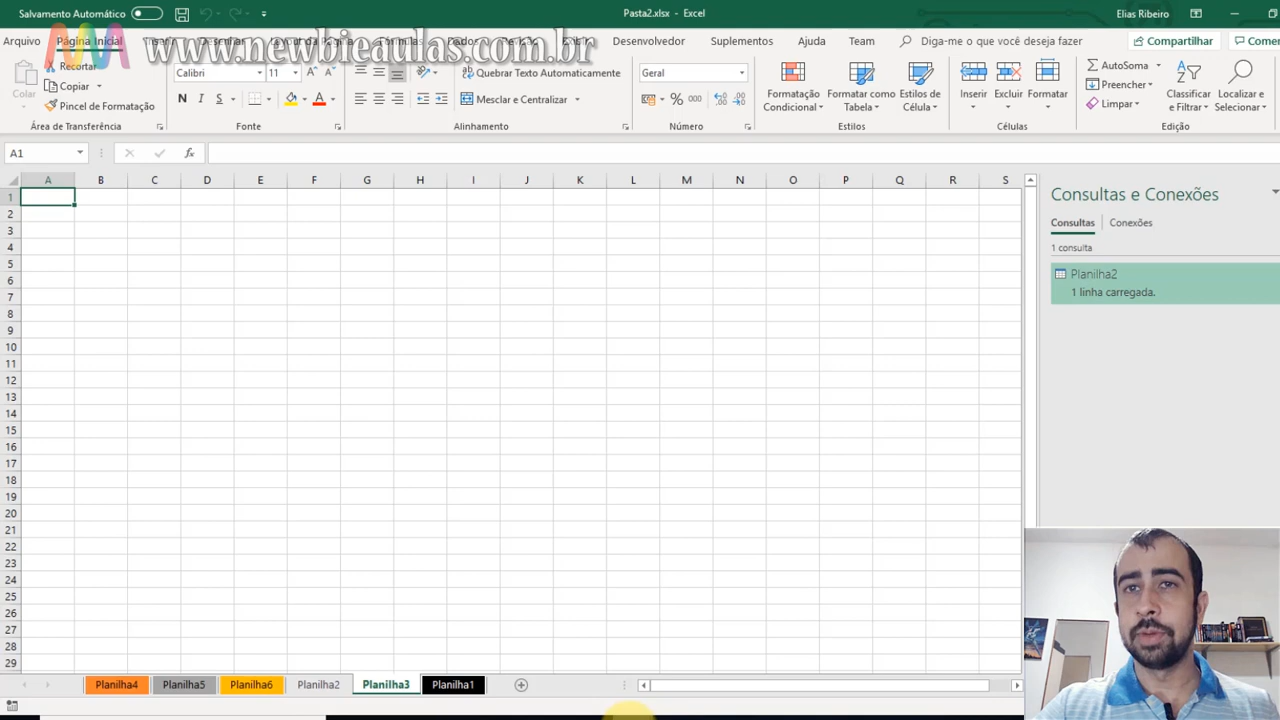 Salvamento Automático
Pasta2.xlsx - Excel
Elias Ribeiro
www.newbieaulas.com.br
Arquivo
Página Inicial
Desenvolvedor
Suplementos
Ajuda
Team
Diga-me o que você deseja fazer
Compartilhar
Colar
Recortar
Copiar
Pincel de Formatação
Área de Transferência
Calibri
11
N I S
Fonte
Quebrar Texto Automaticamente
Mesclar e Centralizar
Alinhamento
Geral
% 000
Número
Formatação Condicional
Formatar como Tabela
Estilos de Célula
Estilos
Inserir
Excluir
Formatar
Células
AutoSoma
Preencher
Limpar
Classificar e Filtrar
Localizar e Selecionar
Edição
A1
fx
A B C D E F G H I J K L M N O P Q R S
1
2
3
4
5
6
7
8
9
10
11
12
13
14
15
16
17
18
19
20
21
22
23
24
25
26
27
28
29
Consultas e Conexões
Consultas | Conexões
1 consulta
Planilha2
1 linha carregada.
Planilha4 Planilha5 Planilha6 Planilha2 Planilha3 Planilha1